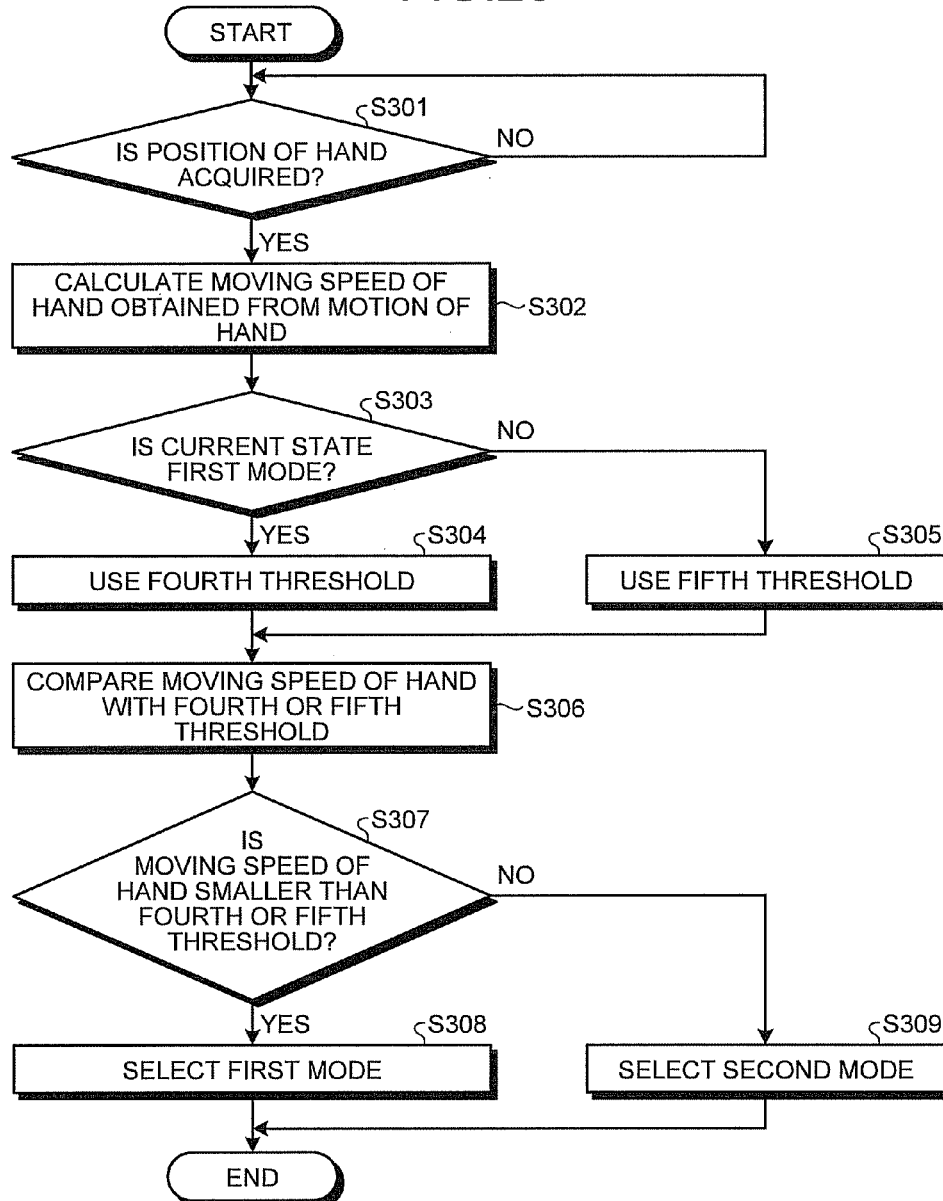 START
S301
IS POSITION OF HAND
ACQUIRED?
NO
YES
CALCULATE MOVING SPEED OF
HAND OBTAINED FROM MOTION OF
HAND
S302
S303
IS CURRENT STATE
FIRST MODE?
NO
YES
S304
USE FOURTH THRESHOLD
S305
USE FIFTH THRESHOLD
COMPARE MOVING SPEED OF HAND
WITH FOURTH OR FIFTH
THRESHOLD
S306
S307
IS
MOVING SPEED OF
HAND SMALLER THAN
FOURTH OR FIFTH
THRESHOLD?
NO
YES
S308
SELECT FIRST MODE
S309
SELECT SECOND MODE
END